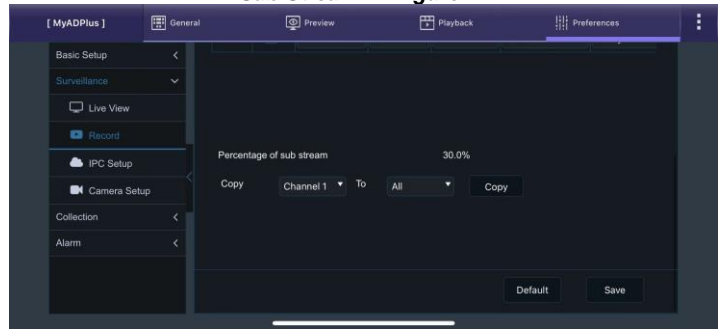 [ MyADPlus ] General Preview Playback Preferences
Basic Setup
Surveillance
Live View
Record
IPC Setup
Camera Setup
Collection
Alarm
Percentage of sub stream 30.0%
Copy Channel 1 To All Copy
Default Save